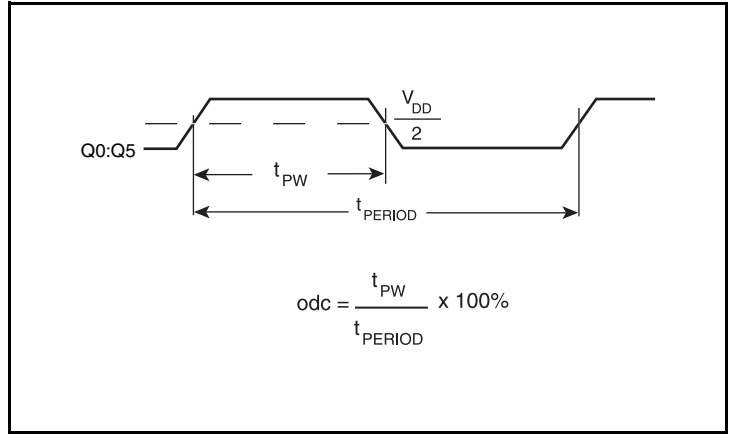 V_DD
2
Q0:Q5
t_PW
t_PERIOD
odc = t_PW / t_PERIOD x 100%